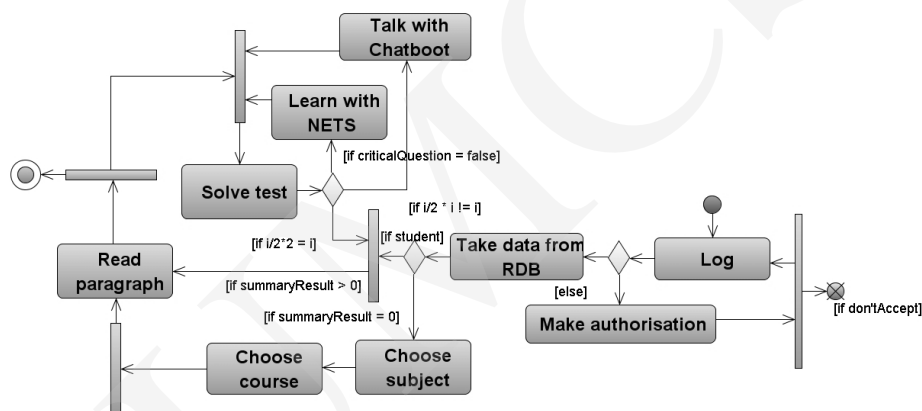 Talk with
Chatboot
Learn with
NETS
[if criticalQuestion = false]
Solve test
[if i/2 * i != i]
[if i/2*2 = i]
[if student]
Take data from
RDB
Log
Read
paragraph
[if summaryResult > 0]
[else]
[if don'tAccept]
[if summaryResult = 0]
Make authorisation
Choose
course
Choose
subject